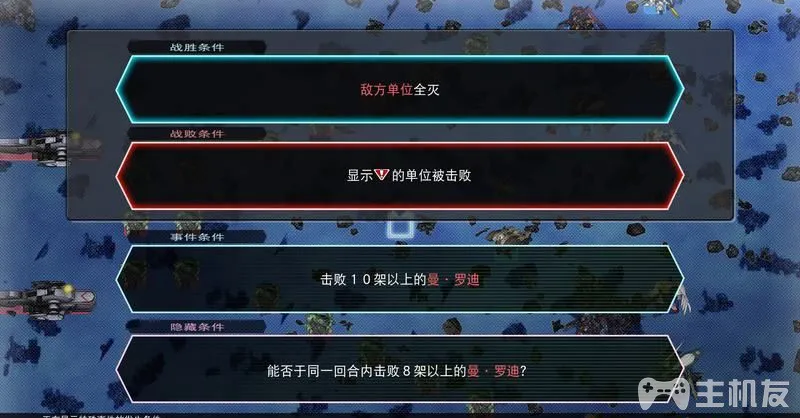 战胜条件
敌方单位全灭
战败条件
显示的单位被击败
事件条件
击败10架以上的曼·罗迪
隐藏条件
能否于同一回合内击败8架以上的曼·罗迪?
主机友